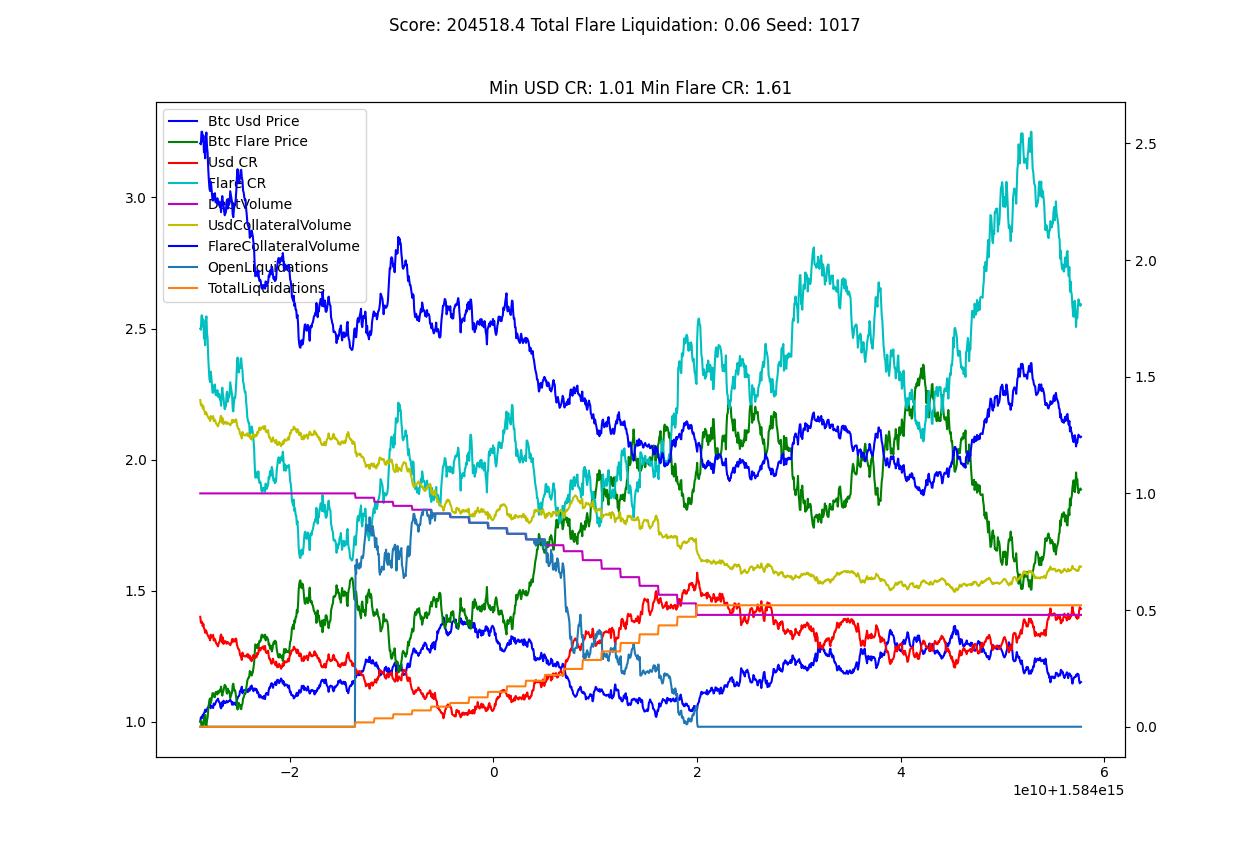 Score: 204518.4 Total Flare Liquidation: 0.06 Seed: 1017
Min USD CR: 1.01 Min Flare CR: 1.61
Btc Usd Price
Btc Flare Price
Usd CR
Flare CR
DebtVolume
UsdCollateralVolume
FlareCollateralVolume
OpenLiquidations
TotalLiquidations
3.0
2.5
2.0
1.5
1.0
2.5
2.0
1.5
1.0
0.5
0.0
−2
0
2
4
6
1e10+1.584e15